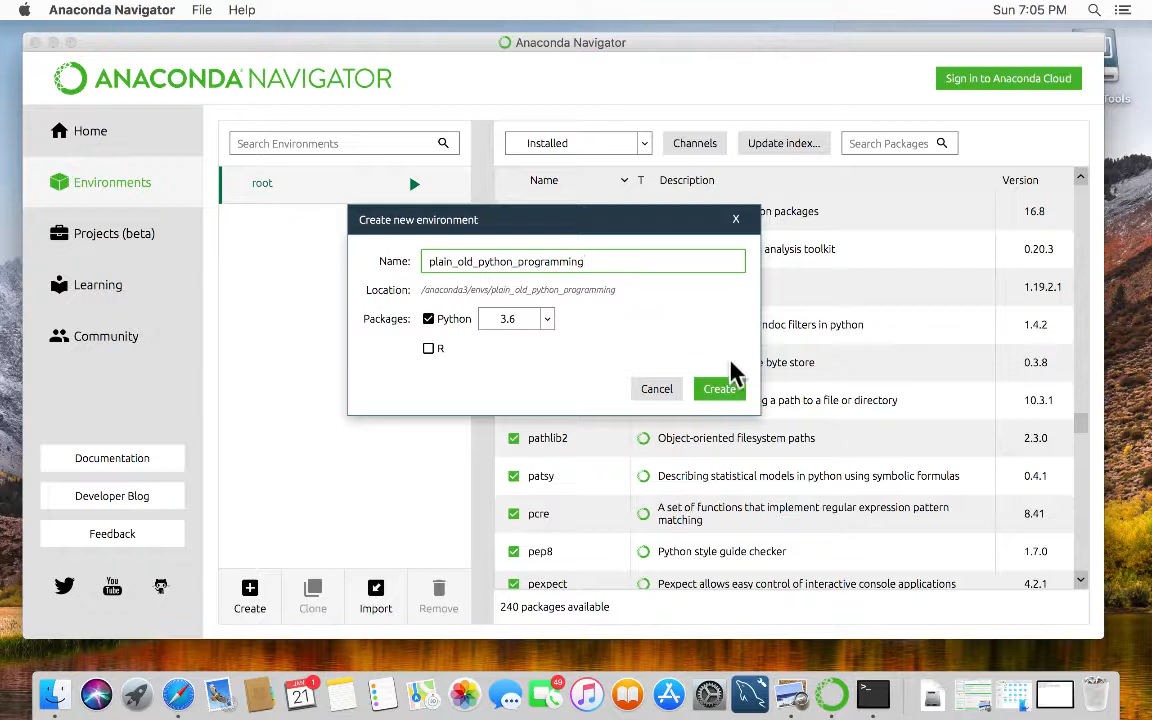 Anaconda Navigator File Help Sun 7:05 PM
Anaconda Navigator
ANACONDA NAVIGATOR
Sign in to Anaconda Cloud
Home
Environments
Projects (beta)
Learning
Community
Documentation
Developer Blog
Feedback
You
Tube
Search Environments
root
Create Clone Import Remove
Installed Channels Update index... Search Packages
Name T Description Version
on packages 16.8
analysis toolkit 0.20.3
1.19.2.1
ndoc filters in python 1.4.2
byte store 0.3.8
g a path to a file or directory 10.3.1
pathlib2 Object-oriented filesystem paths 2.3.0
patsy Describing statistical models in python using symbolic formulas 0.4.1
pcre A set of functions that implement regular expression pattern 8.41
matching
pep8 Python style guide checker 1.7.0
pexpect Pexpect allows easy control of interactive console applications 4.2.1
240 packages available
Create new environment X
Name: plain_old_python_programming
Location: /anaconda3/envs/plain_old_python_programming
Packages: Python 3.6
R
Cancel Create
Tools
21
1
49